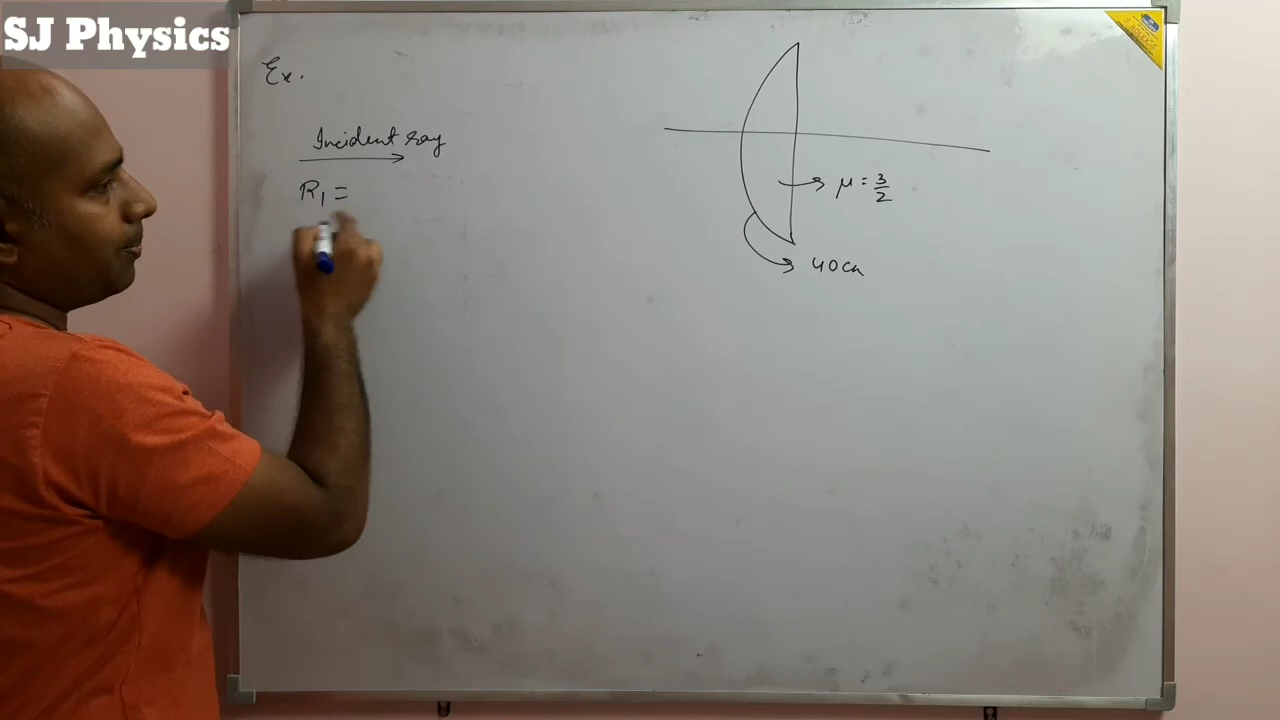 SJ Physics
Ex.
Incident ray
R1 =
μ = 3/2
40cm